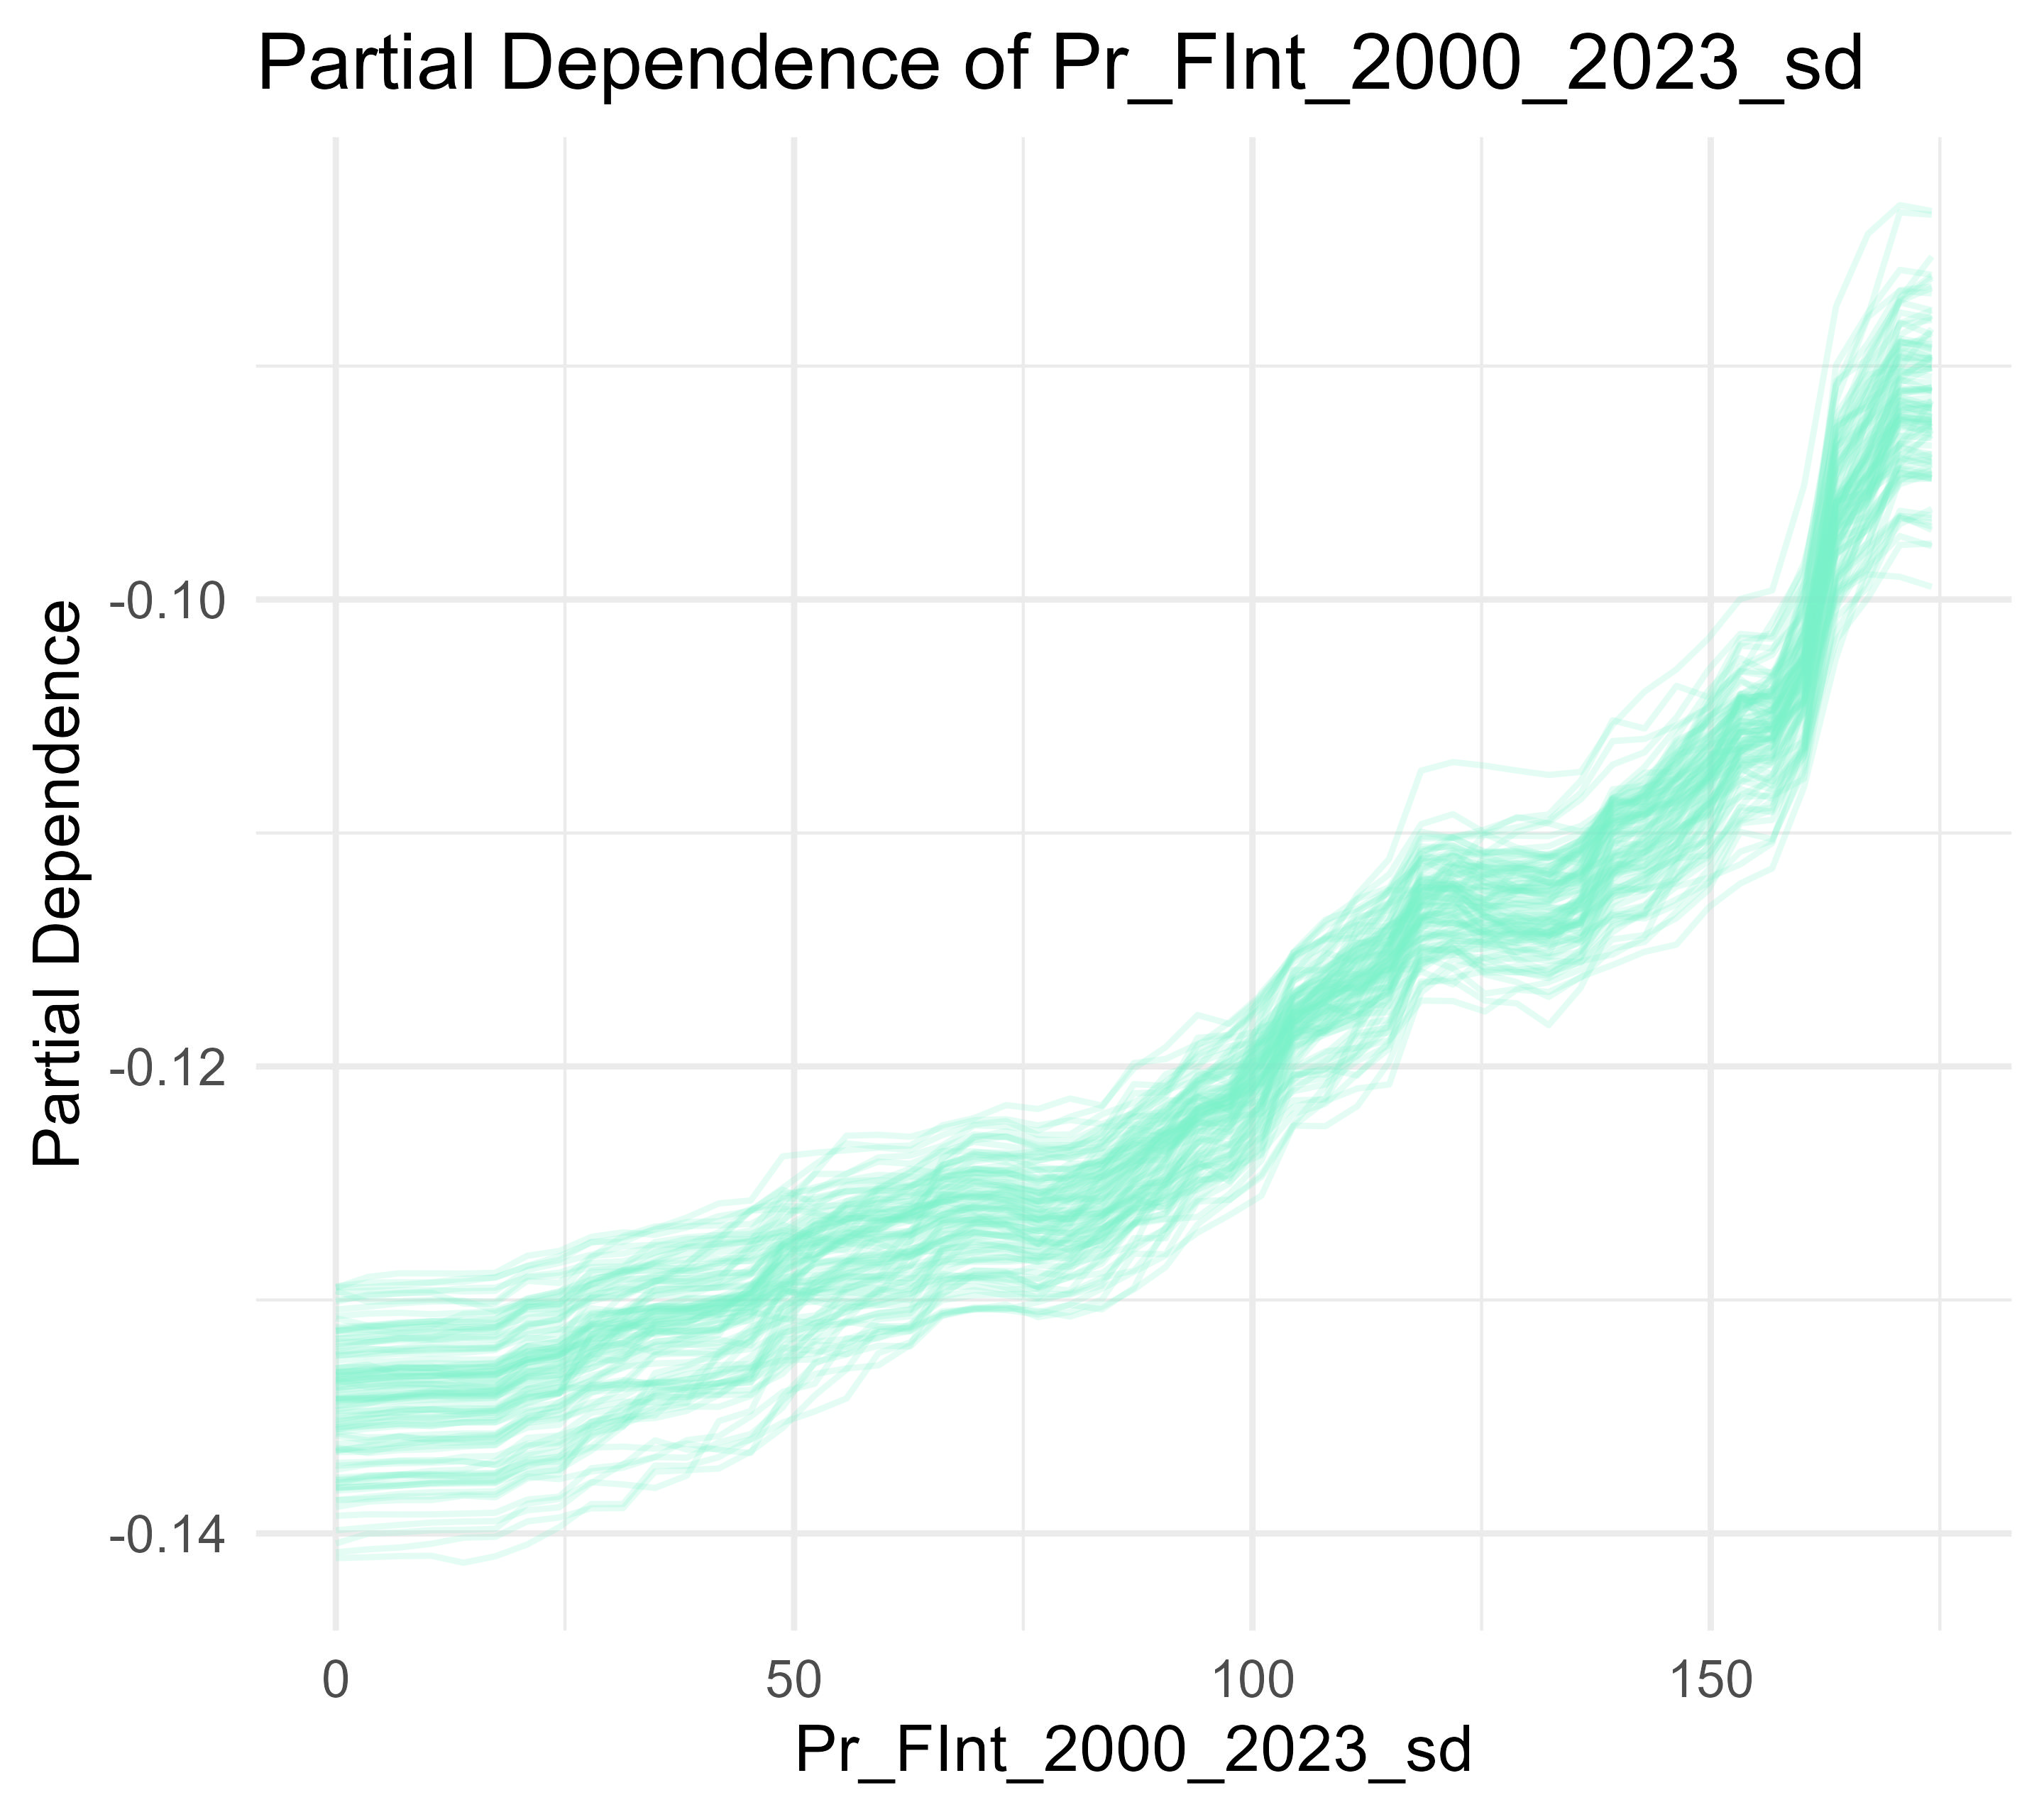 Partial Dependence of Pr_FInt_2000_2023_sd
Partial Dependence
-0.10
-0.12
-0.14
0 50 100 150
Pr_FInt_2000_2023_sd